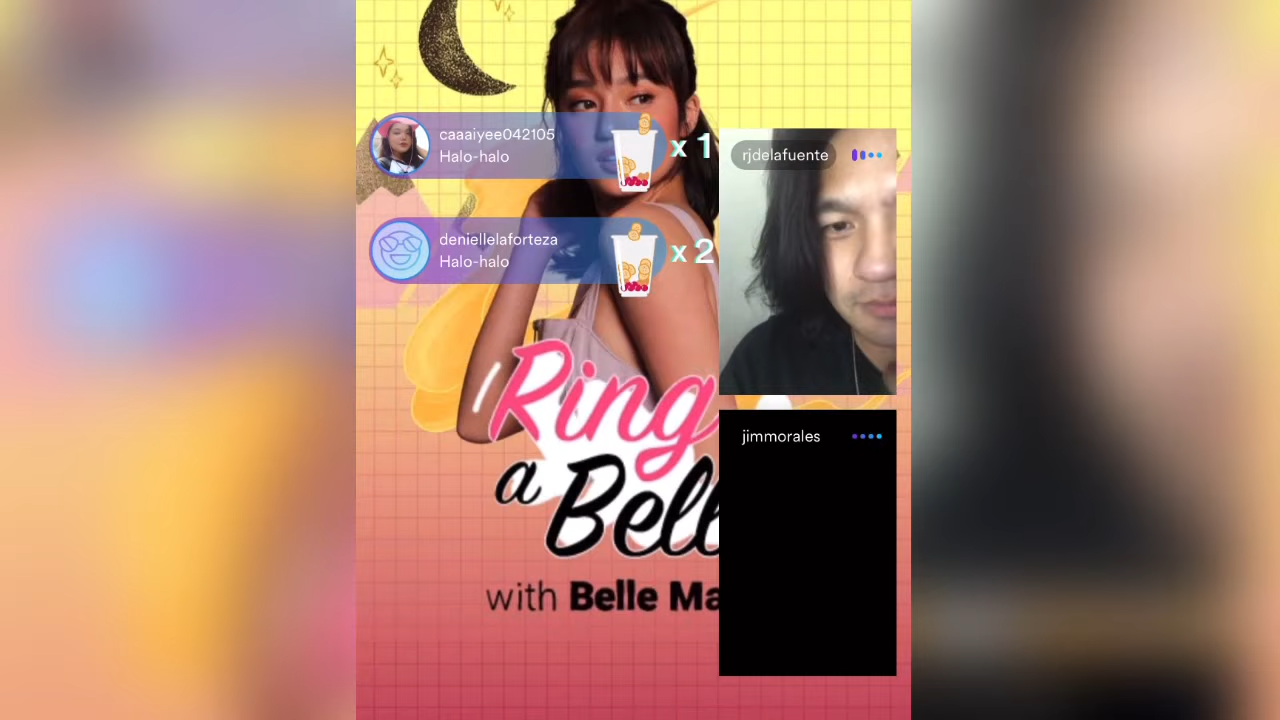 caaaiyee042105
Halo-halo
x 1
deniellelaforteza
Halo-halo
x 2
rjdelafuente
jimmorales
Ring
a Bell
with Belle Ma